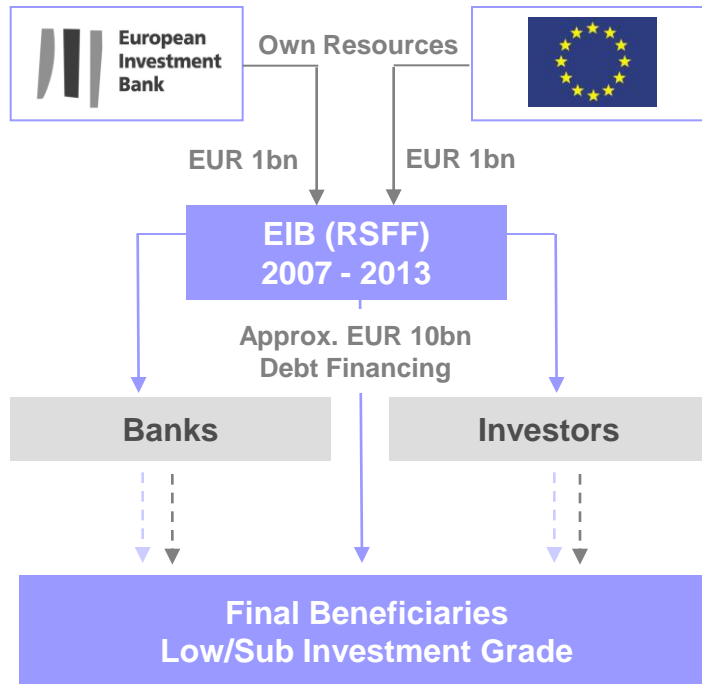 European
Investment
Bank
Own Resources
EUR 1bn
EUR 1bn
EIB (RSFF)
2007 - 2013
Approx. EUR 10bn
Debt Financing
Banks
Investors
Final Beneficiaries
Low/Sub Investment Grade